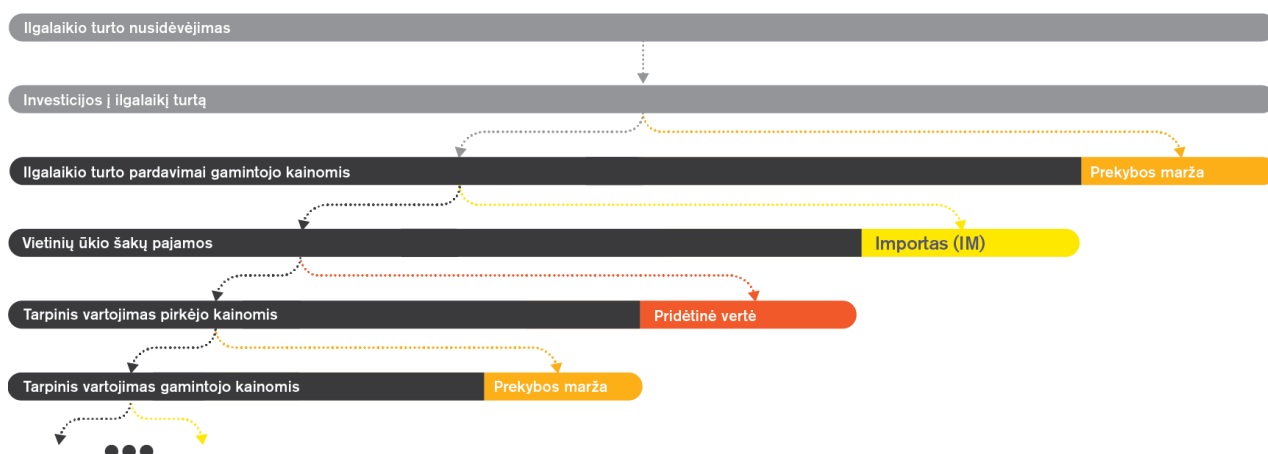 Ilgalaikio turto nusidėvėjimas
Investicijos į ilgalaikį turtą
Ilgalaikio turto pardavimai gamintojo kainomis Prekybos marža
Vietinių ūkio šakų pajamos Importas (IM)
Tarpinis vartojimas pirkėjo kainomis Pridėtinė vertė
Tarpinis vartojimas gamintojo kainomis Prekybos marža